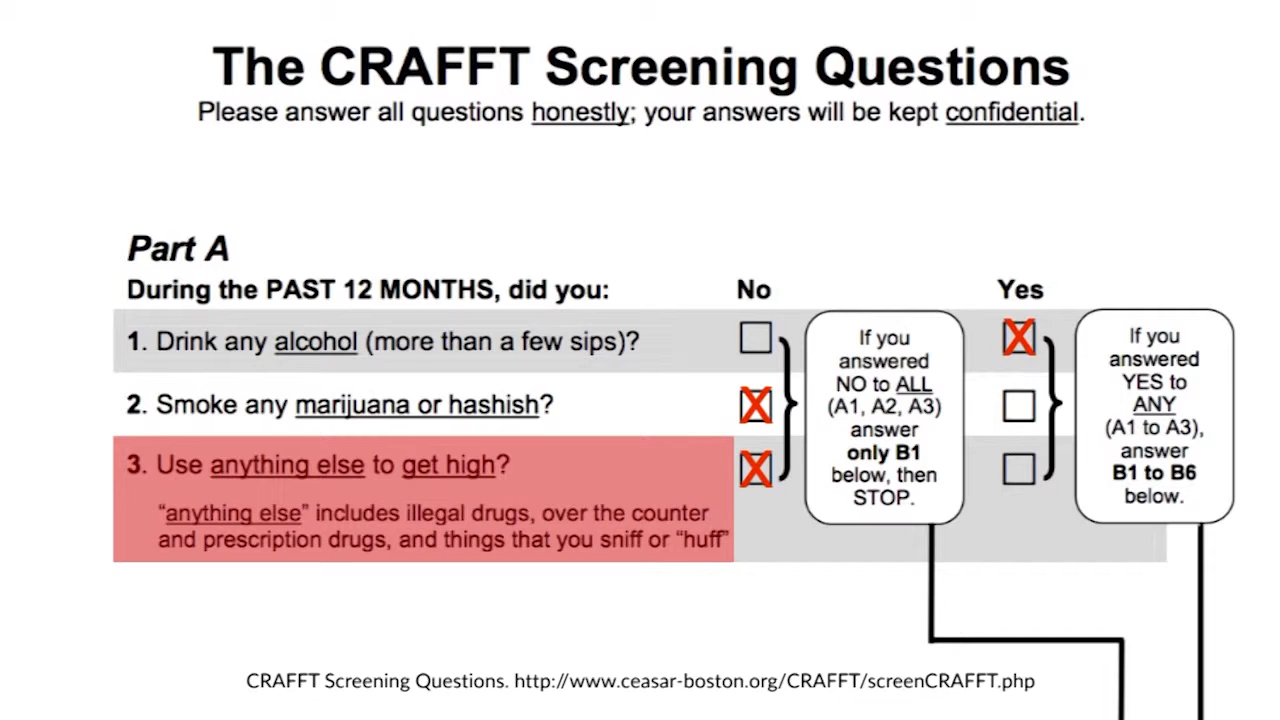 The CRAFFT Screening Questions
Please answer all questions honestly; your answers will be kept confidential.
Part A
During the PAST 12 MONTHS, did you:
No
Yes
1. Drink any alcohol (more than a few sips)?
2. Smoke any marijuana or hashish?
3. Use anything else to get high?
“anything else” includes illegal drugs, over the counter
and prescription drugs, and things that you sniff or “huff”
If you
answered
NO to ALL
(A1, A2, A3)
answer
only B1
below, then
STOP.
If you
answered
YES to
ANY
(A1 to A3),
answer
B1 to B6
below.
CRAFFT Screening Questions. http://www.ceasar-boston.org/CRAFFT/screenCRAFFT.php